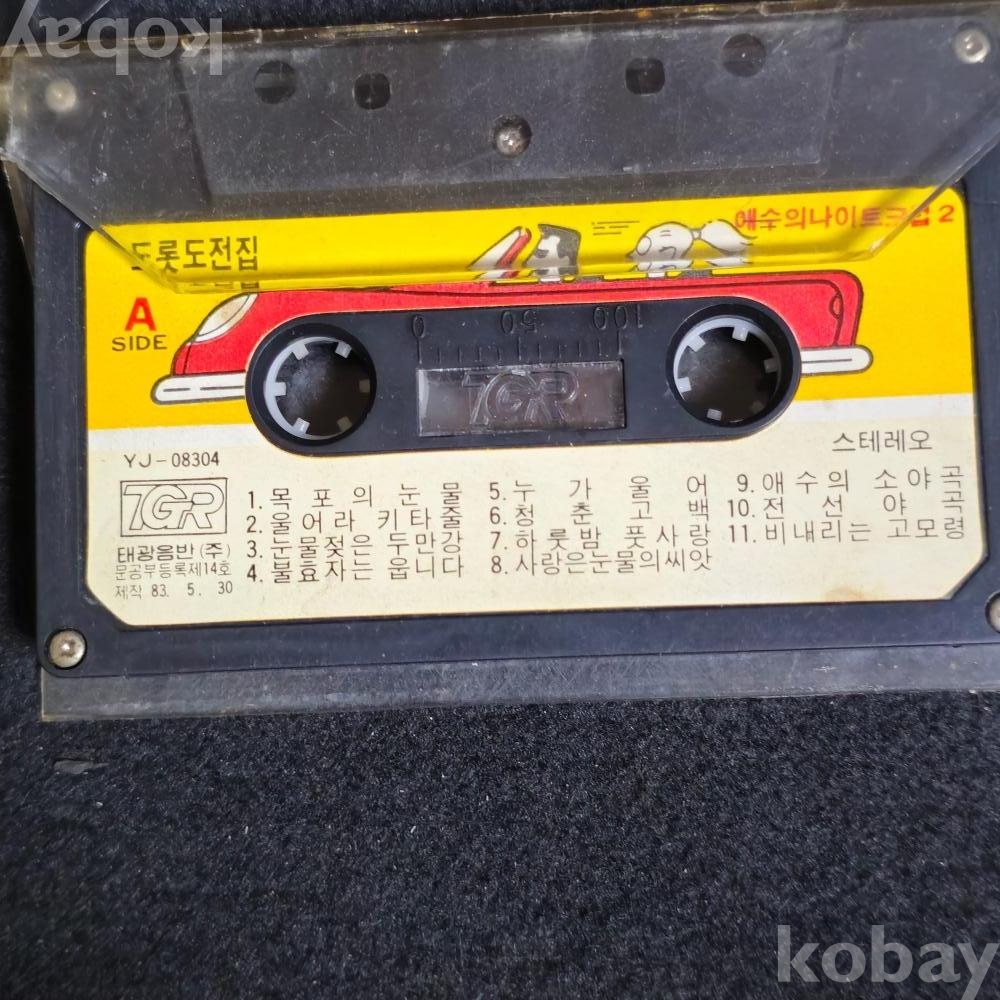 kobay
도롯도전집
애수의나이트크럽 2
A
SIDE
0 50 100
TGR
YJ-08304
스테레오
TGR
태광음반(주)
문공부등록제14호
제작 83. 5. 30
1. 목포의눈물
2. 울어라 키타줄
3. 눈물젖은 두만강
4. 불효자는 웁니다
5. 누가울어
6. 청춘고백
7. 하룻밤 풋사랑
8. 사랑은눈물의씨앗
9. 애수의 소야곡
10. 전선야곡
11. 비내리는 고모령
kobay